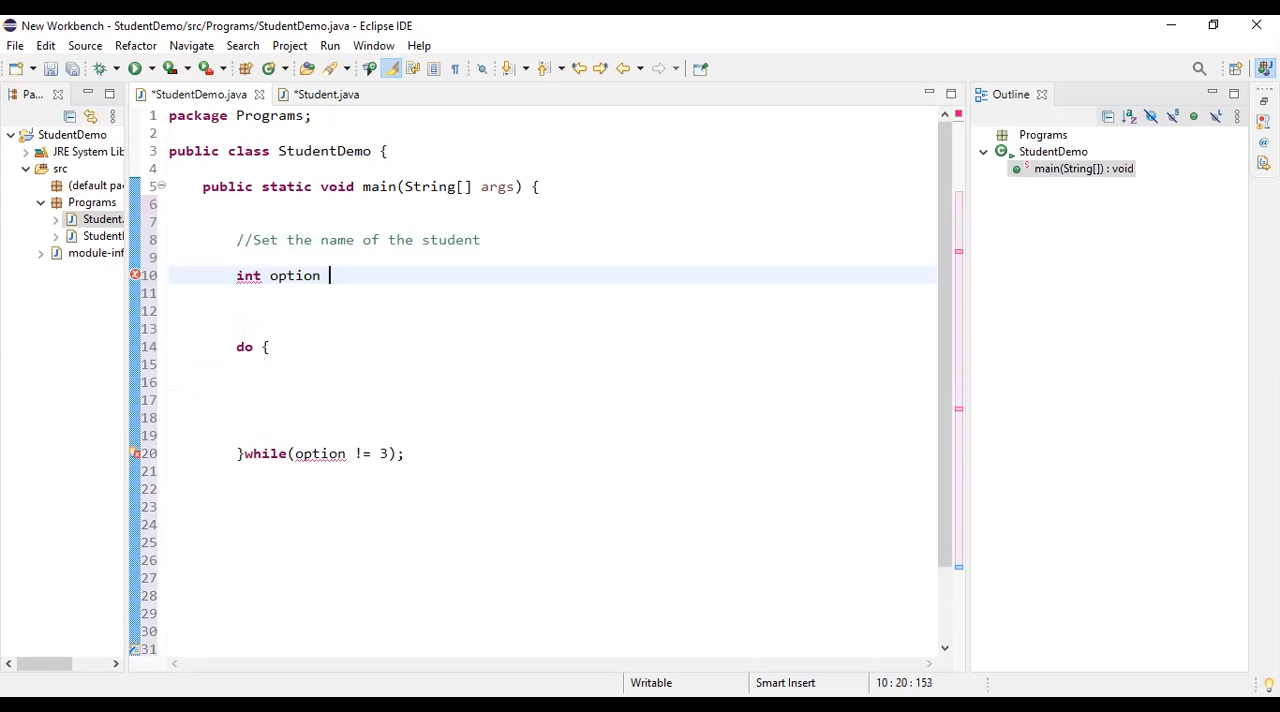 New Workbench - StudentDemo/src/Programs/StudentDemo.java - Eclipse IDE
File Edit Source Refactor Navigate Search Project Run Window Help
Pa...
*StudentDemo.java
*Student.java
Outline
StudentDemo
JRE System Lib
src
(default pa
Programs
Student.
Student
module-inf
1 package Programs;
2
3 public class StudentDemo {
4
5 public static void main(String[] args) {
6
7
8 //Set the name of the student
9
10 int option
11
12
13
14 do {
15
16
17
18
19
20 }while(option != 3);
21
22
23
24
25
26
27
28
29
30
31
Programs
StudentDemo
main(String[]) : void
Writable Smart Insert 10 : 20 : 153